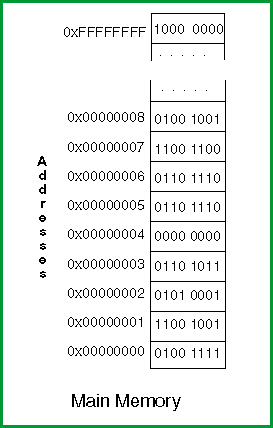 0xFFFFFFFF 1000 0000
. . . . .
. . . . .
0x00000008 0100 1001
0x00000007 1100 1100
0x00000006 0110 1110
0x00000005 0110 1110
0x00000004 0000 0000
0x00000003 0110 1011
0x00000002 0101 0001
0x00000001 1100 1001
0x00000000 0100 1111
Addresses
Main Memory